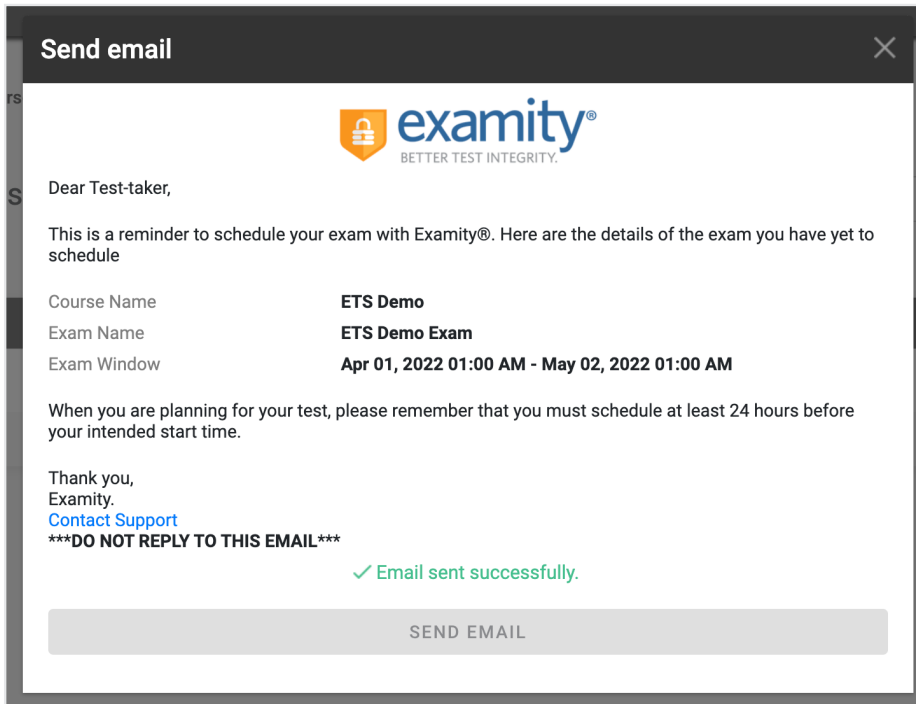 Send email
rs
examity®
BETTER TEST INTEGRITY.
Dear Test-taker,
S
This is a reminder to schedule your exam with Examity®. Here are the details of the exam you have yet to
schedule
Course Name ETS Demo
Exam Name ETS Demo Exam
Exam Window Apr 01, 2022 01:00 AM - May 02, 2022 01:00 AM
When you are planning for your test, please remember that you must schedule at least 24 hours before
your intended start time.
Thank you,
Examity.
Contact Support
***DO NOT REPLY TO THIS EMAIL***
✓ Email sent successfully.
SEND EMAIL